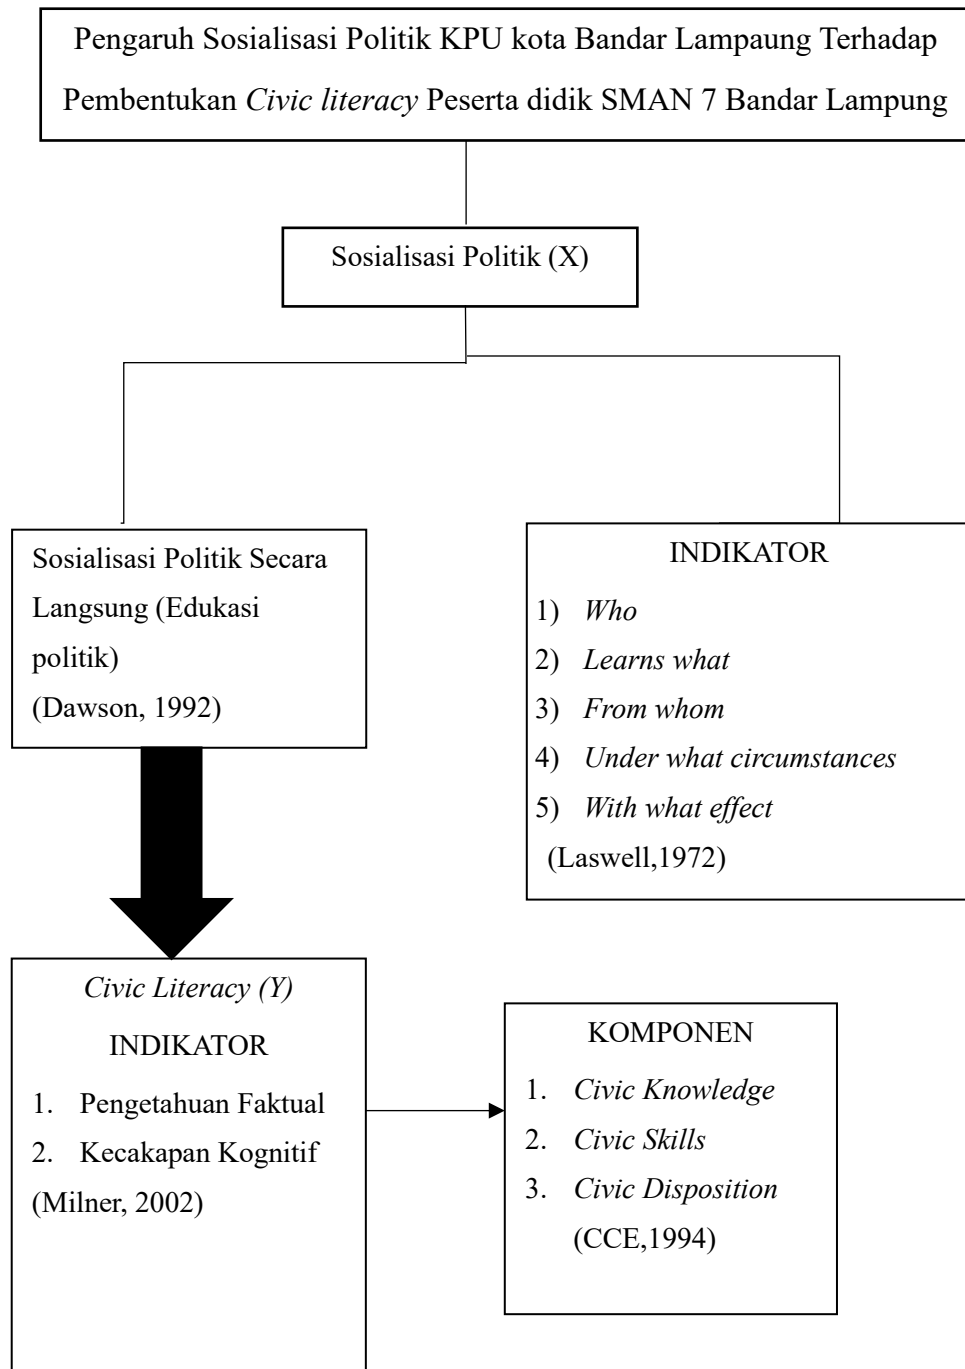 Pengaruh Sosialisasi Politik KPU kota Bandar Lampaung Terhadap
Pembentukan Civic literacy Peserta didik SMAN 7 Bandar Lampung
Sosialisasi Politik (X)
Sosialisasi Politik Secara
Langsung (Edukasi
politik)
(Dawson, 1992)
INDIKATOR
1) Who
2) Learns what
3) From whom
4) Under what circumstances
5) With what effect
(Laswell,1972)
Civic Literacy (Y)
INDIKATOR
1. Pengetahuan Faktual
2. Kecakapan Kognitif
(Milner, 2002)
KOMPONEN
1. Civic Knowledge
2. Civic Skills
3. Civic Disposition
(CCE,1994)